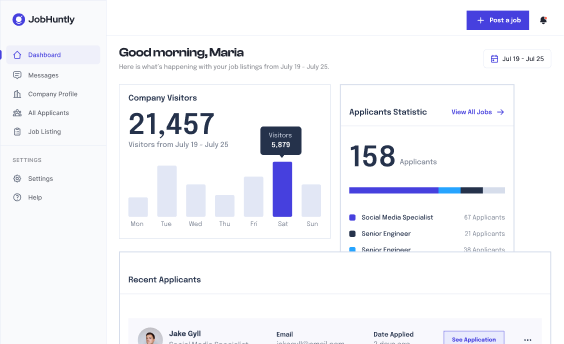 JobHuntly
Post a job
Dashboard
Messages
Company Profile
All Applicants
Job Listing
SETTINGS
Settings
Help
Good morning, Maria
Here is what's happening with your job listings from July 19 - July 25.
Jul 19 - Jul 25
Company Visitors
21,457
Visitors from July 19 - July 25
Visitors
5,879
Mon Tue Wed Thu Fri Sat Sun
Applicants Statistic
View All Jobs
158 Applicants
Social Media Specialist 67 Applicants
Senior Engineer 21 Applicants
Senior Engineer 38 Applicants
Recent Applicants
Jake Gyll
Email
Date Applied
See Application